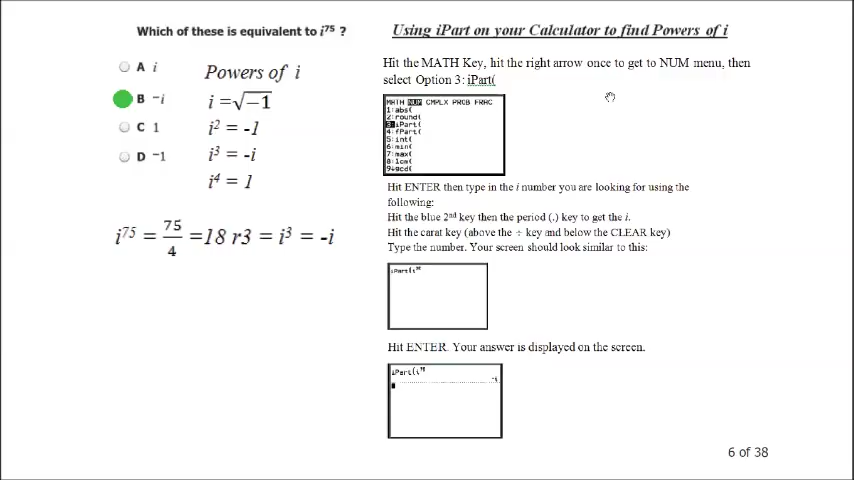 Which of these is equivalent to i⁷⁵ ?
A i
B -i
C 1
D -1
Powers of i
i = √-1
i² = -1
i³ = -i
i⁴ = 1
i⁷⁵ = 75/4 =18 r3 = i³ = -i
Using iPart on your Calculator to find Powers of i
Hit the MATH Key, hit the right arrow once to get to NUM menu, then
select Option 3: iPart(
MATH NUM CMPLX PROB FRAC
1:abs(
2:round(
3:iPart(
4:fPart(
5:int(
6:min(
7:max(
8:lcm(
9↓gcd(
Hit ENTER then type in the i number you are looking for using the
following:
Hit the blue 2nd key then the period (.) key to get the i.
Hit the carat key (above the ÷ key and below the CLEAR key)
Type the number. Your screen should look similar to this:
iPart(i
Hit ENTER. Your answer is displayed on the screen.
iPart(i
-i
6 of 38